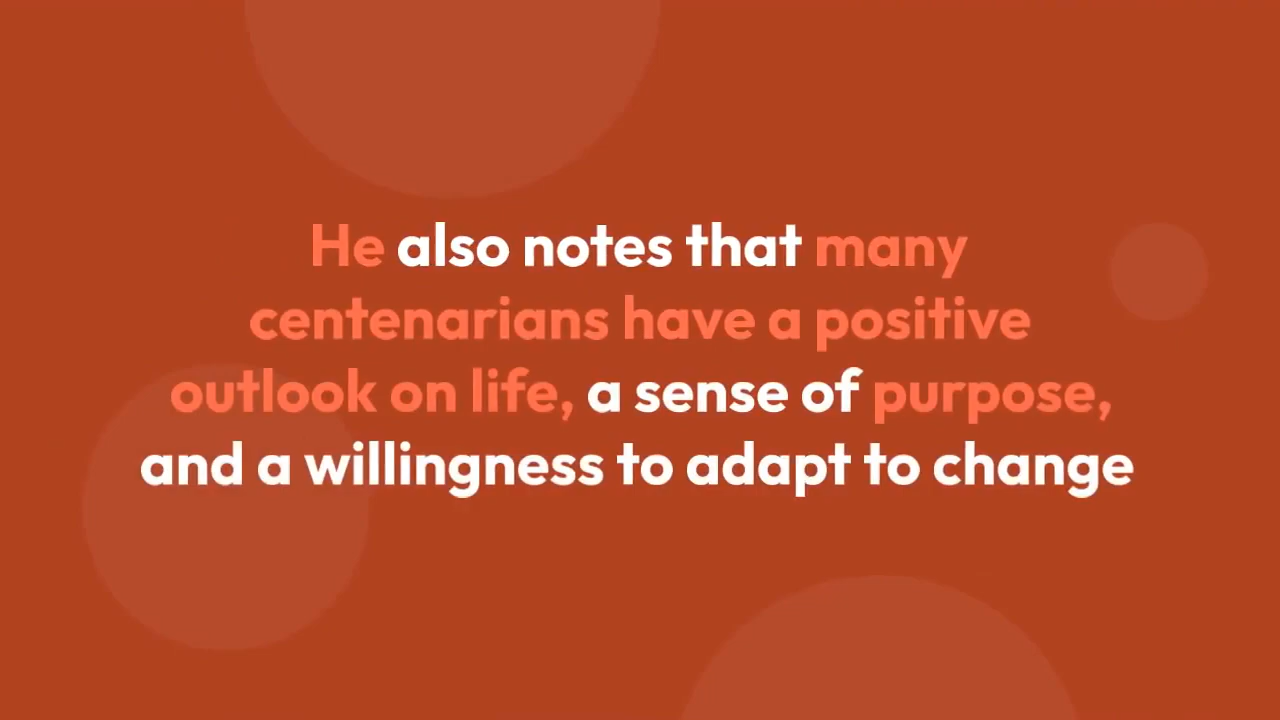 He also notes that many
centenarians have a positive
outlook on life, a sense of purpose,
and a willingness to adapt to change